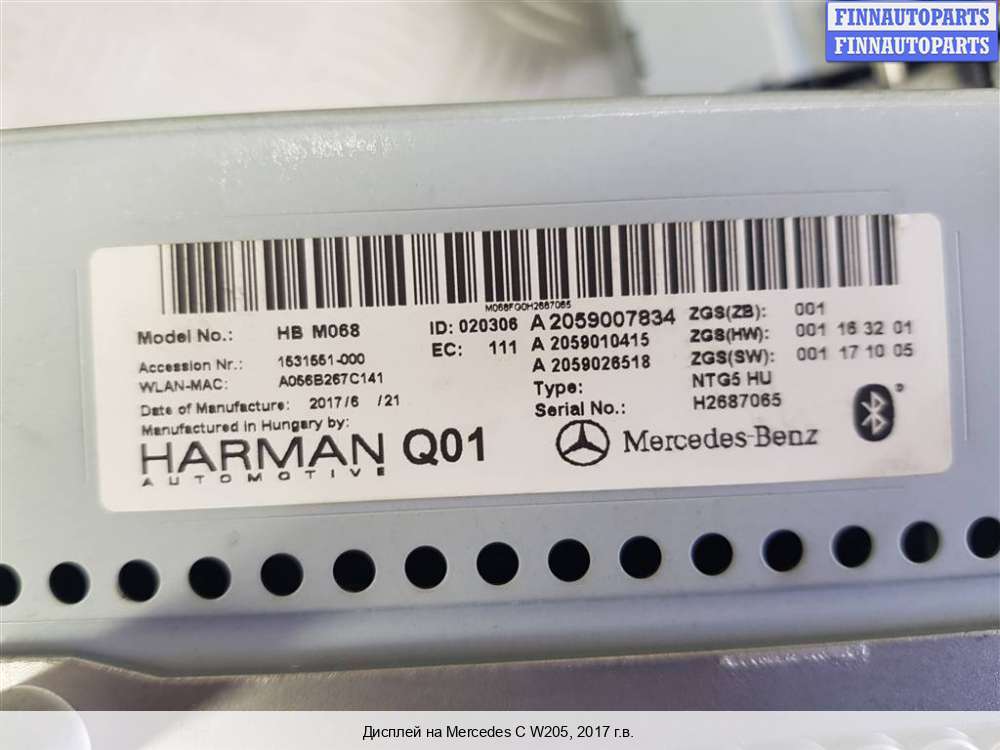 FINNAUTOPARTS
FINNAUTOPARTS
M068FG0H2687065
Model No.: HB M068
ID: 020306 A 2059007834 ZGS(ZB): 001
EC: 111 A 2059010415 ZGS(HW): 001 16 32 01
Accession Nr.: 1531551-000 A 2059026518 ZGS(SW): 001 17 10 05
WLAN-MAC: A056B267C141 Type: NTG5 HU
Date of Manufacture: 2017/6 /21 Serial No.: H2687065
Manufactured in Hungary by:
HARMAN Q01 Mercedes-Benz
AUTOMOTIVE
Дисплей на Mercedes C W205, 2017 г.в.